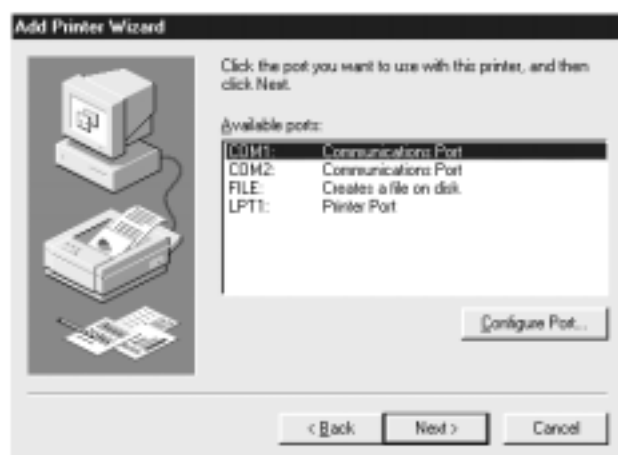 Add Printer Wizard
Click the port you want to use with this printer, and then
click Next.
Available ports:
COM1: Communications Port
COM2: Communications Port
FILE: Creates a file on disk
LPT1: Printer Port
Configure Port...
< Back Next > Cancel